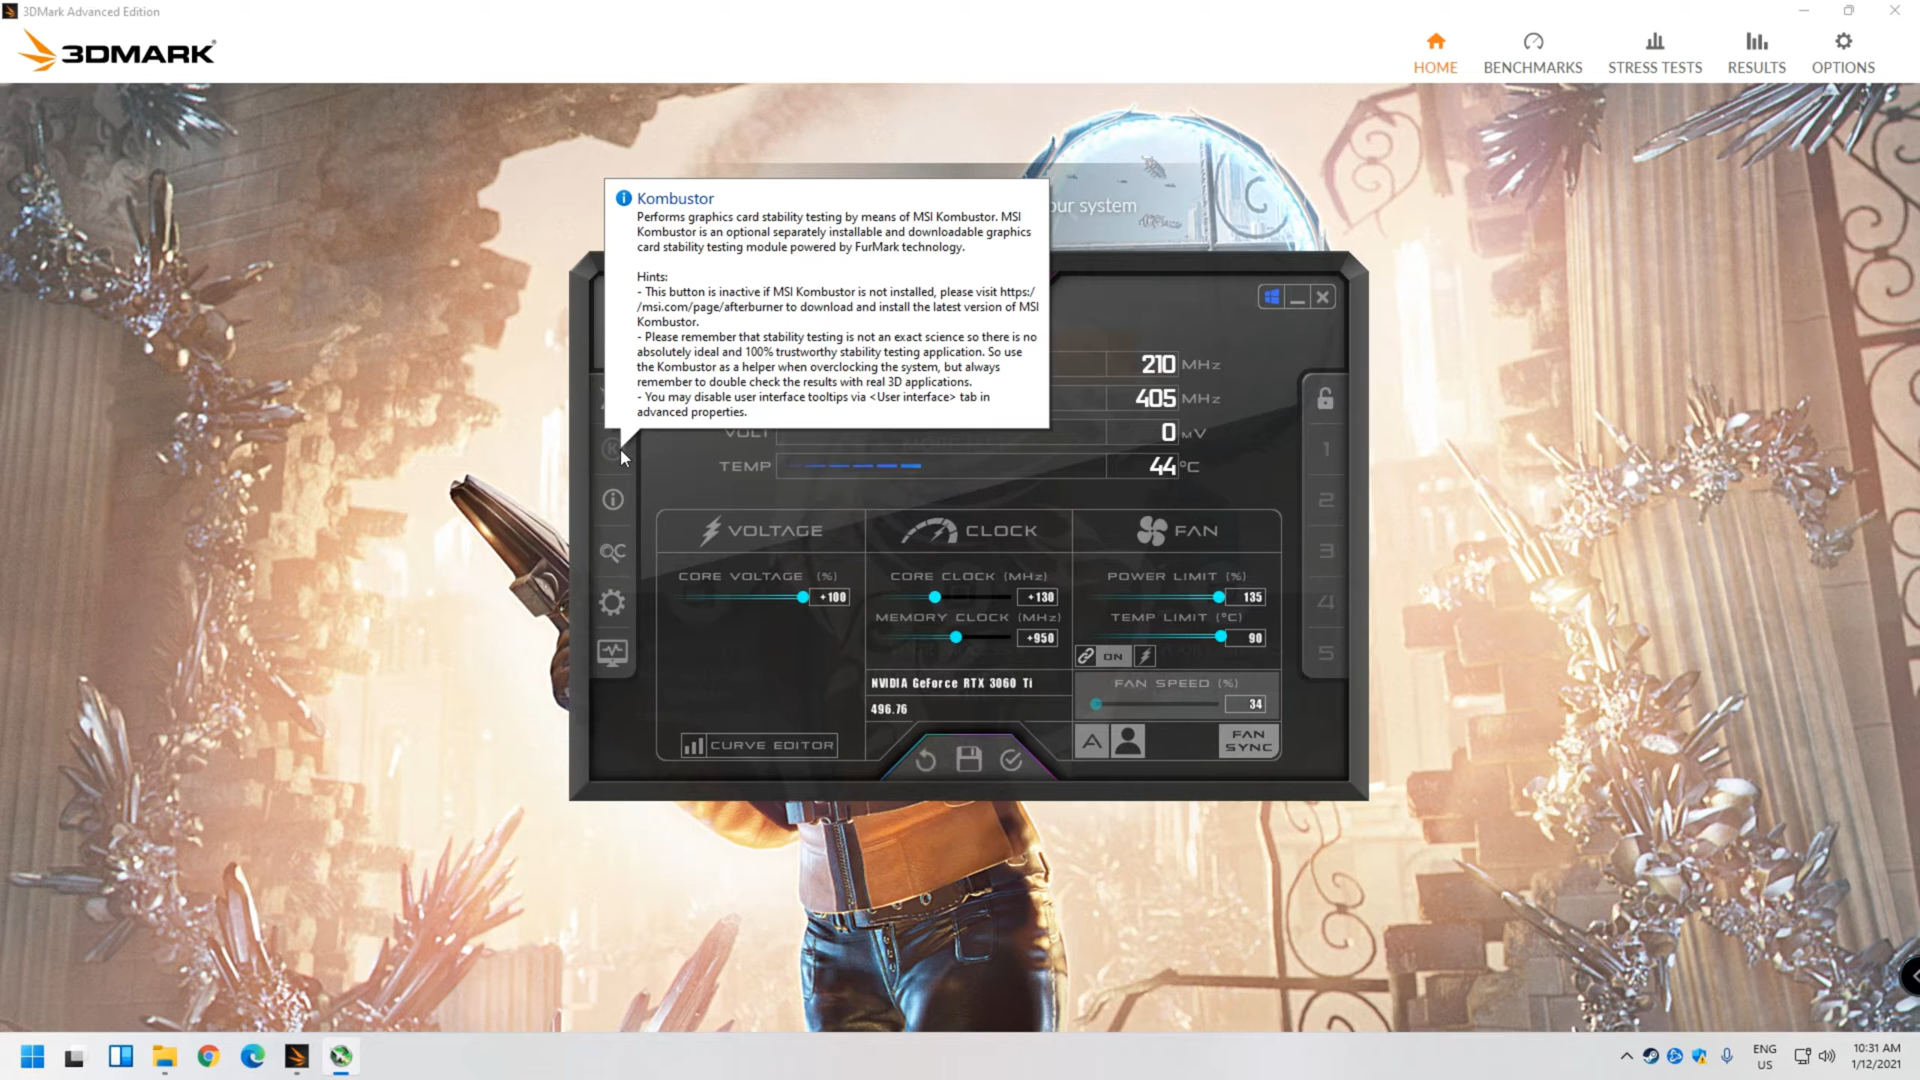 3DMark Advanced Edition
3DMARK
HOME
BENCHMARKS
STRESS TESTS
RESULTS
OPTIONS
our system
Kombustor
Performs graphics card stability testing by means of MSI Kombustor. MSI
Kombustor is an optional separately installable and downloadable graphics
card stability testing module powered by FurMark technology.
Hints:
- This button is inactive if MSI Kombustor is not installed, please visit https:/
/msi.com/page/afterburner to download and install the latest version of MSI
Kombustor.
- Please remember that stability testing is not an exact science so there is no
absolutely ideal and 100% trustworthy stability testing application. So use
the Kombustor as a helper when overclocking the system, but always
remember to double check the results with real 3D applications.
- You may disable user interface tooltips via <User interface> tab in
advanced properties.
210 MHz
405 MHz
VOLT 0 MV
TEMP 44 °C
K
OC
1
2
3
4
5
VOLTAGE
CLOCK
FAN
CORE VOLTAGE (%)
+100
CORE CLOCK (MHz)
+130
MEMORY CLOCK (MHz)
+950
POWER LIMIT (%)
135
TEMP LIMIT (°C)
90
ON
FAN SPEED (%)
34
NVIDIA GeForce RTX 3060 Ti
496.76
CURVE EDITOR
A
FAN
SYNC
ENG
US
10:31 AM
1/12/2021